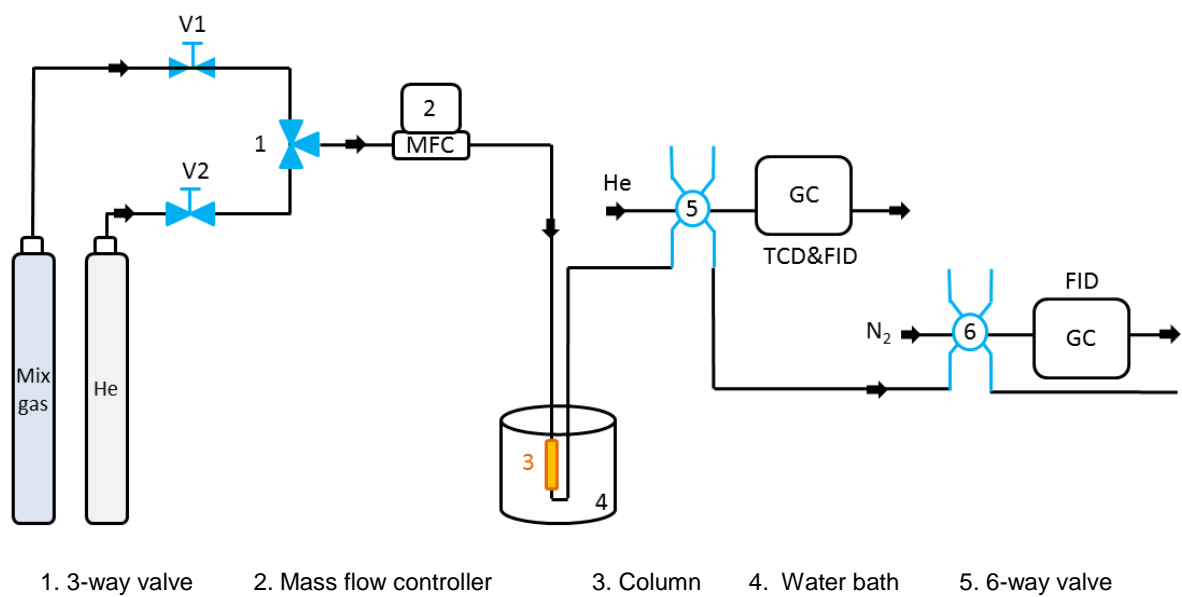 V1
2
1
MFC
V2
He
5
GC
TCD&FID
FID
N₂
6
GC
Mix
gas
He
3
4
1. 3-way valve 2. Mass flow controller 3. Column 4. Water bath 5. 6-way valve